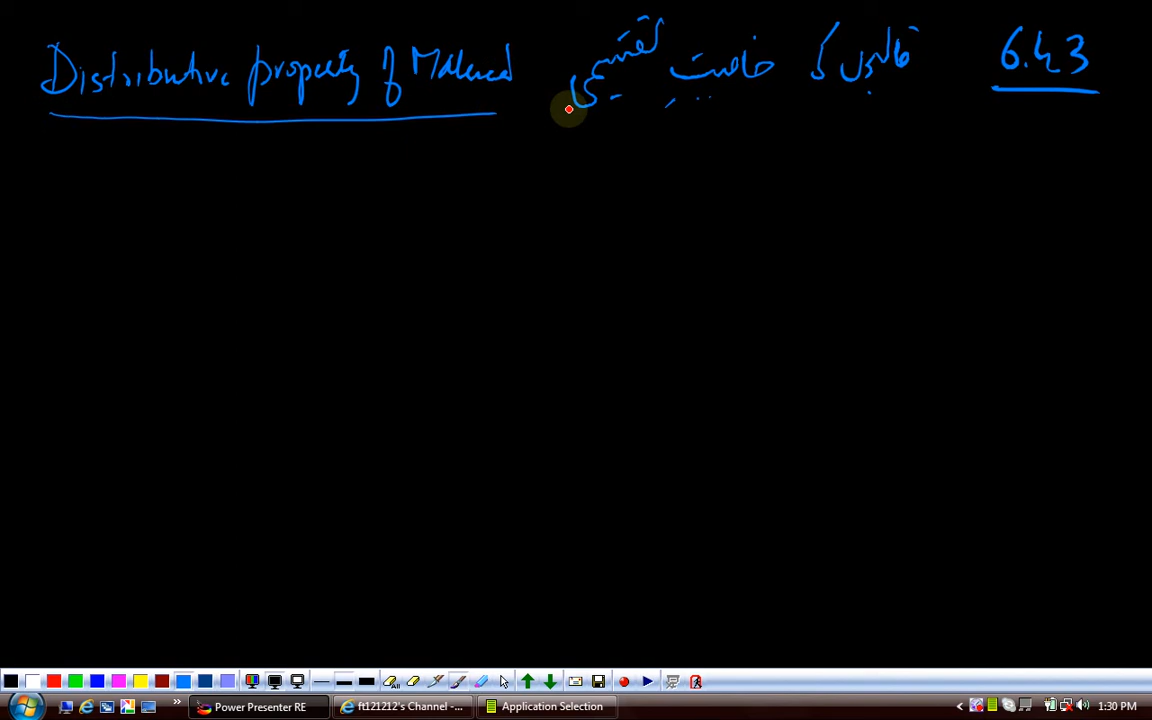 Distributive property of Matrices قالبوں کی خاصیت تقسیمی 6.4.3
Power Presenter RE
ft121212's Channel -...
Application Selection
1:30 PM